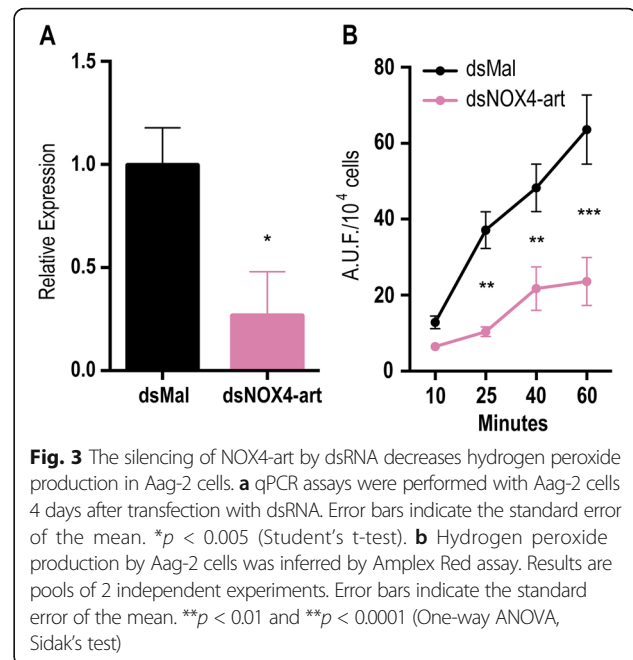 A
B
dsMal
dsNOX4-art
Relative Expression
1.5
1.0
0.5
0.0
*
dsMal
dsNOX4-art
A.U.F./10⁻⁴ cells
80
60
40
20
0
**
**
***
10 25 40 60
Minutes
Fig. 3 The silencing of NOX4-art by dsRNA decreases hydrogen peroxide
production in Aag-2 cells. a qPCR assays were performed with Aag-2 cells
4 days after transfection with dsRNA. Error bars indicate the standard error
of the mean. *p < 0.005 (Student's t-test). b Hydrogen peroxide
production by Aag-2 cells was inferred by Amplex Red assay. Results are
pools of 2 independent experiments. Error bars indicate the standard
error of the mean. **p < 0.01 and **p < 0.0001 (One-way ANOVA,
Sidak's test)